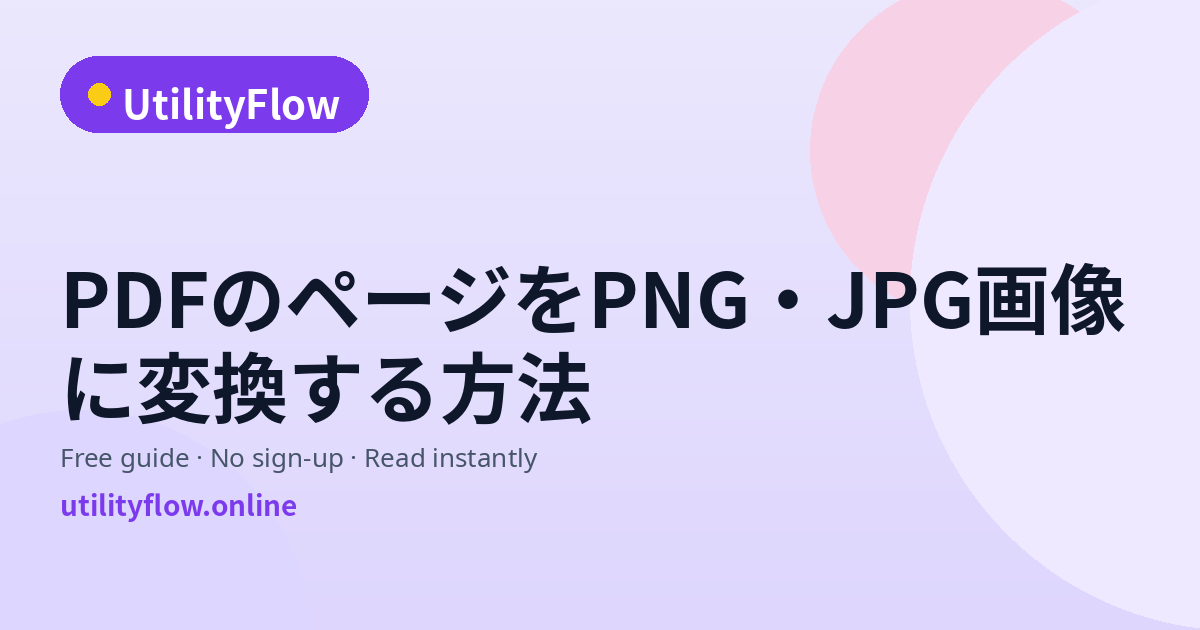 UtilityFlow
PDFのページをPNG・JPG画像
に変換する方法
Free guide · No sign-up · Read instantly
utilityflow.online